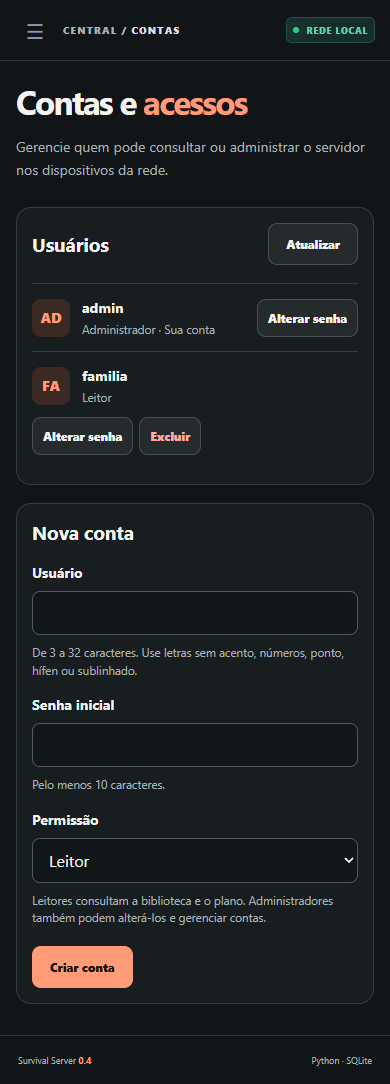 CENTRAL / CONTAS
REDE LOCAL
Contas e acessos
Gerencie quem pode consultar ou administrar o servidor
nos dispositivos da rede.
Usuários
Atualizar
AD
admin
Administrador · Sua conta
Alterar senha
FA
familia
Leitor
Alterar senha
Excluir
Nova conta
Usuário
De 3 a 32 caracteres. Use letras sem acento, números, ponto,
hífen ou sublinhado.
Senha inicial
Pelo menos 10 caracteres.
Permissão
Leitor
Leitores consultam a biblioteca e o plano. Administradores
também podem alterá-los e gerenciar contas.
Criar conta
Survival Server 0.4
Python · SQLite